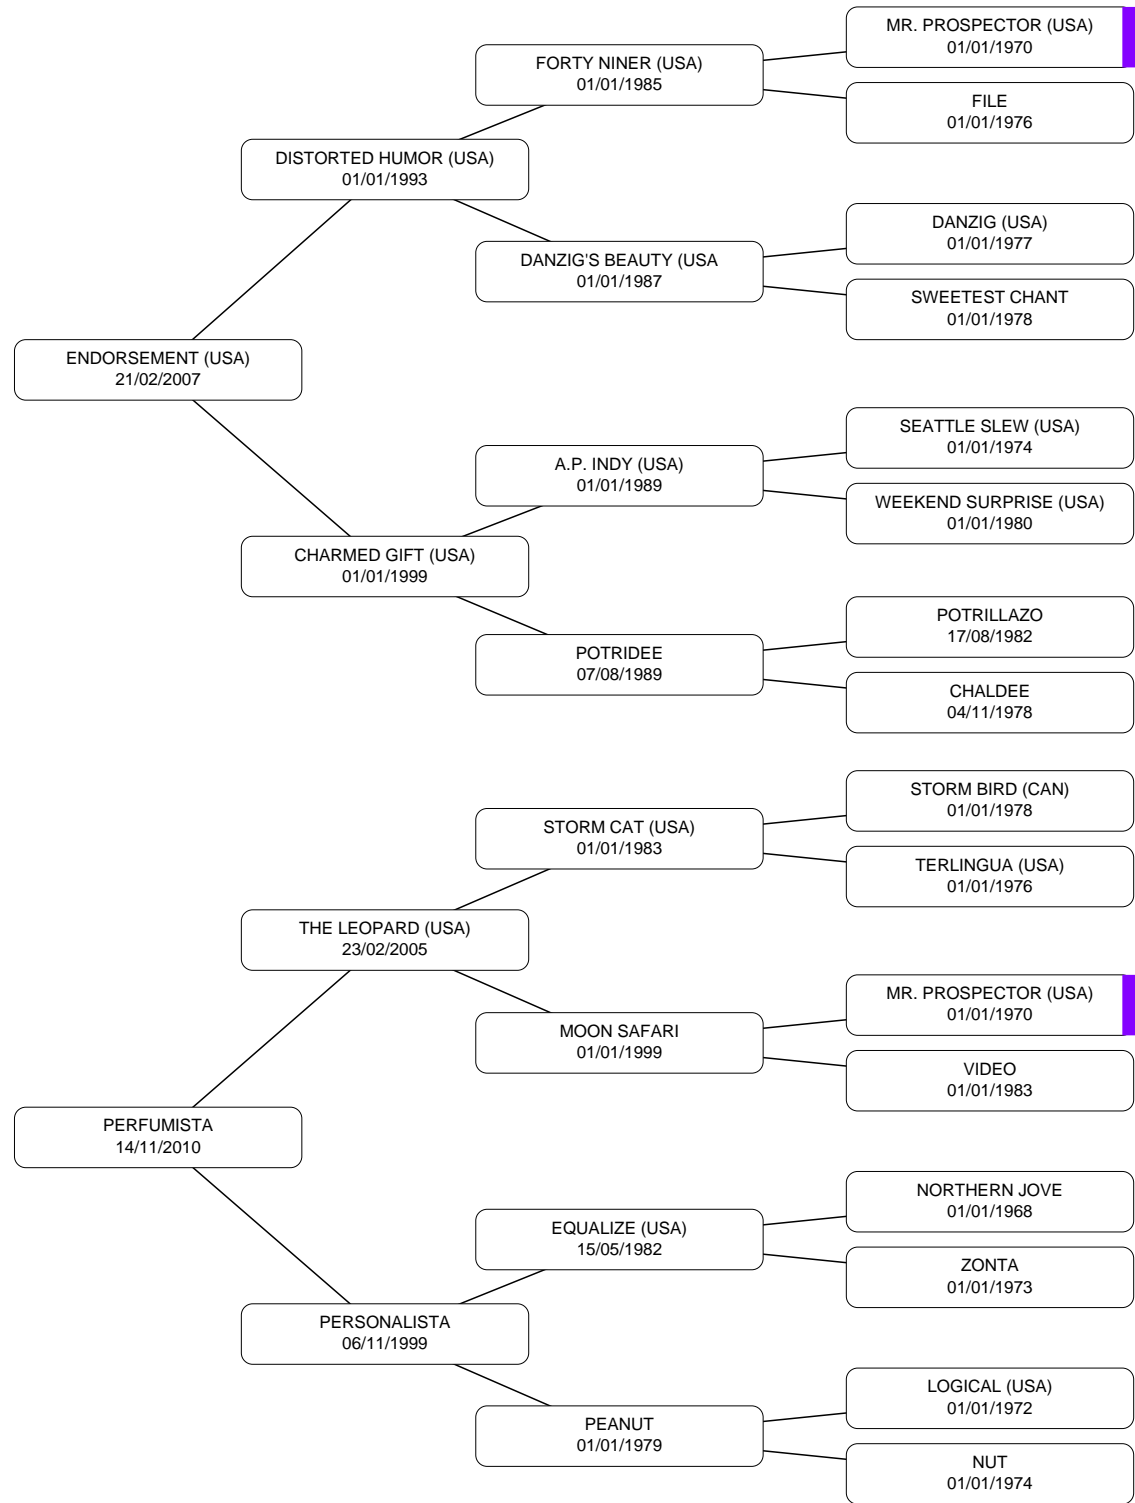 MR. PROSPECTOR (USA)
01/01/1970
FORTY NINER (USA)
01/01/1985
FILE
01/01/1976
DISTORTED HUMOR (USA)
01/01/1993
DANZIG (USA)
01/01/1977
DANZIG'S BEAUTY (USA
01/01/1987
SWEETEST CHANT
01/01/1978
ENDORSEMENT (USA)
21/02/2007
SEATTLE SLEW (USA)
01/01/1974
A.P. INDY (USA)
01/01/1989
WEEKEND SURPRISE (USA)
01/01/1980
CHARMED GIFT (USA)
01/01/1999
POTRILLAZO
17/08/1982
POTRIDEE
07/08/1989
CHALDEE
04/11/1978
STORM BIRD (CAN)
01/01/1978
STORM CAT (USA)
01/01/1983
TERLINGUA (USA)
01/01/1976
THE LEOPARD (USA)
23/02/2005
MR. PROSPECTOR (USA)
01/01/1970
MOON SAFARI
01/01/1999
VIDEO
01/01/1983
PERFUMISTA
14/11/2010
NORTHERN JOVE
01/01/1968
EQUALIZE (USA)
15/05/1982
ZONTA
01/01/1973
PERSONALISTA
06/11/1999
LOGICAL (USA)
01/01/1972
PEANUT
01/01/1979
NUT
01/01/1974